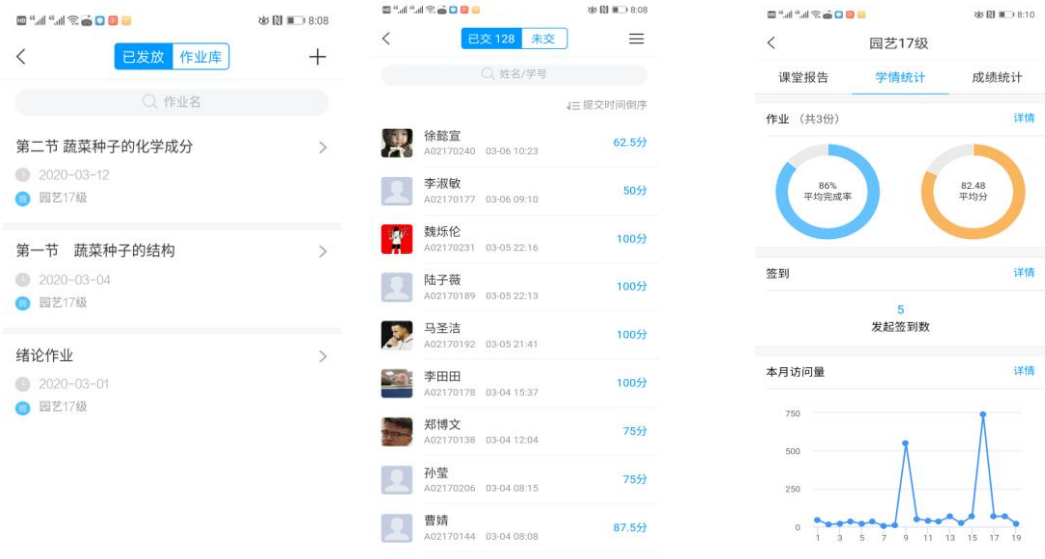 8:08
已发放 作业库
作业名
第二节 蔬菜种子的化学成分
2020-03-12
园艺17级
第一节 蔬菜种子的结构
2020-03-04
园艺17级
绪论作业
2020-03-01
园艺17级
8:08
已交 128 未交
姓名/学号
提交时间倒序
徐懿宣
A02170240 03-06 10:23
62.5分
李淑敏
A02170177 03-06 09:10
50分
魏烁伦
A02170231 03-05 22:16
100分
陆子薇
A02170189 03-05 22:13
100分
马圣洁
A02170192 03-05 21:41
100分
李田田
A02170178 03-04 15:37
100分
郑博文
A02170138 03-04 12:04
75分
孙莹
A02170206 03-04 08:15
75分
曹婧
A02170144 03-04 08:08
87.5分
8:10
园艺17级
课堂报告 学情统计 成绩统计
作业 （共3份） 详情
86%
平均完成率
82.48
平均分
签到 详情
5
发起签到数
本月访问量 详情
750
500
250
0
1 3 5 7 9 11 13 15 17 19